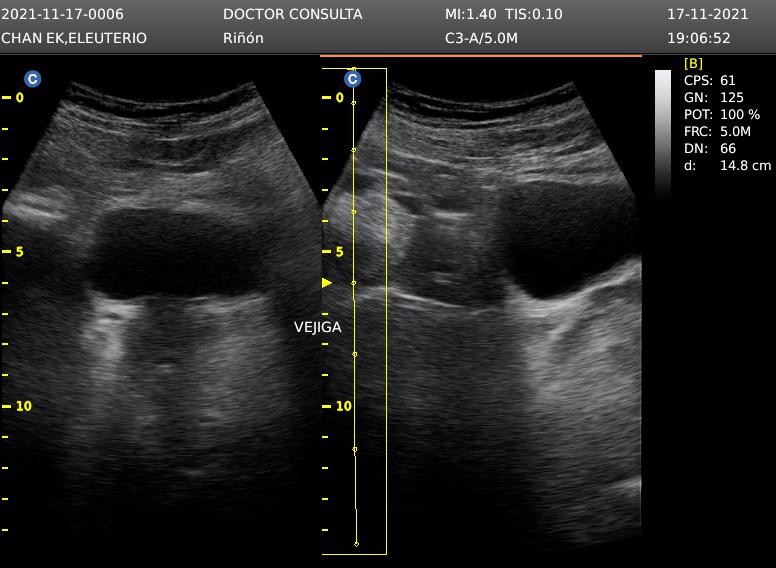 2021-11-17-0006 DOCTOR CONSULTA MI:1.40 TIS:0.10 17-11-2021
CHAN EK,ELEUTERIO Riñón C3-A/5.0M 19:06:52
[B]
C C
0 0
CPS: 61
GN: 125
POT: 100 %
FRC: 5.0M
DN: 66
d: 14.8 cm
5 5
VEJIGA
10 10